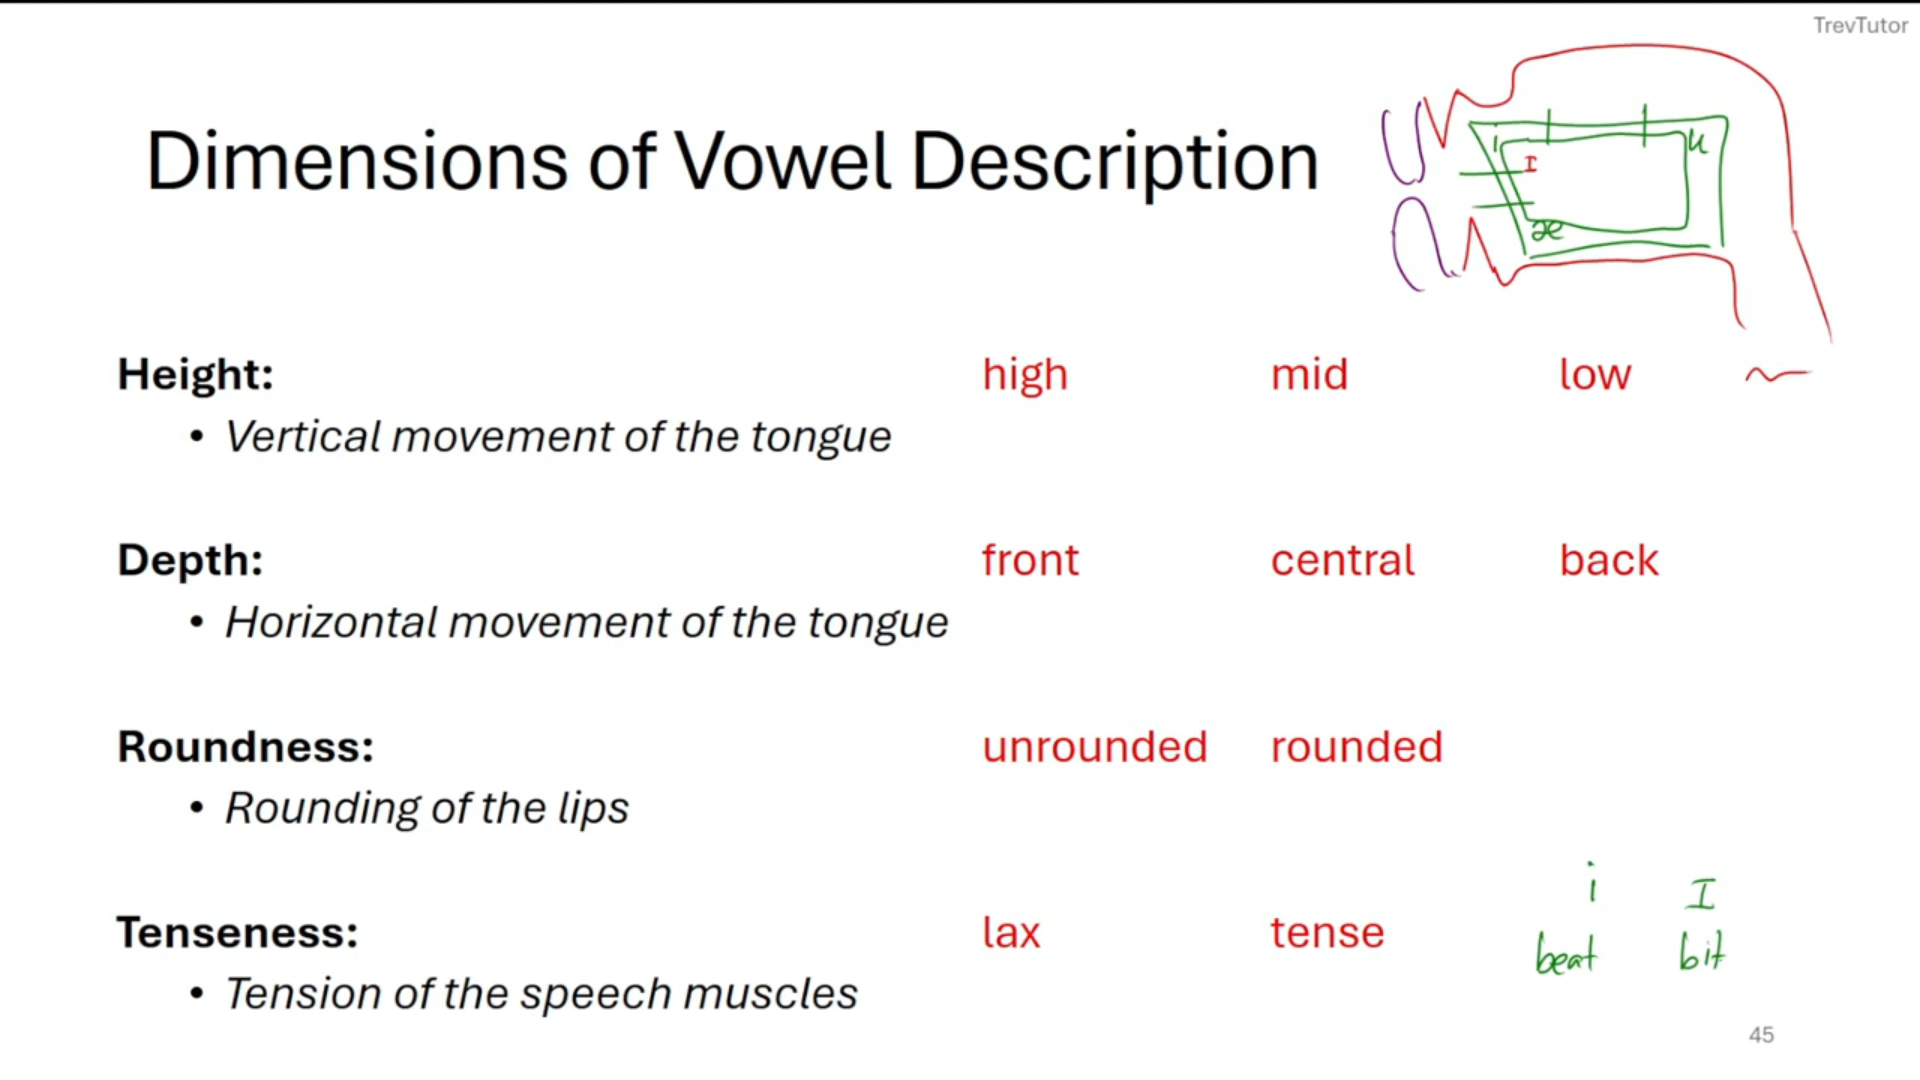 TrevTutor
Dimensions of Vowel Description
i u
I
æ
Height: high mid low
• Vertical movement of the tongue
Depth: front central back
• Horizontal movement of the tongue
Roundness: unrounded rounded
• Rounding of the lips
i I
Tenseness: lax tense beat bit
• Tension of the speech muscles
45